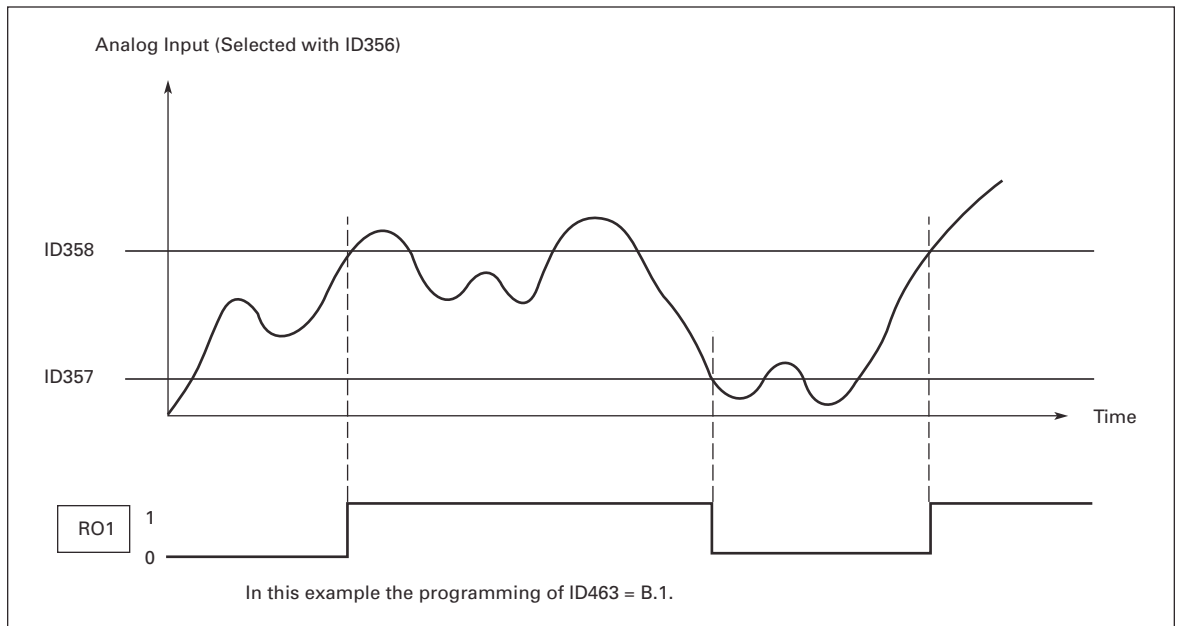 Analog Input (Selected with ID356)
ID358
ID357
Time
RO1
1
0
In this example the programming of ID463 = B.1.